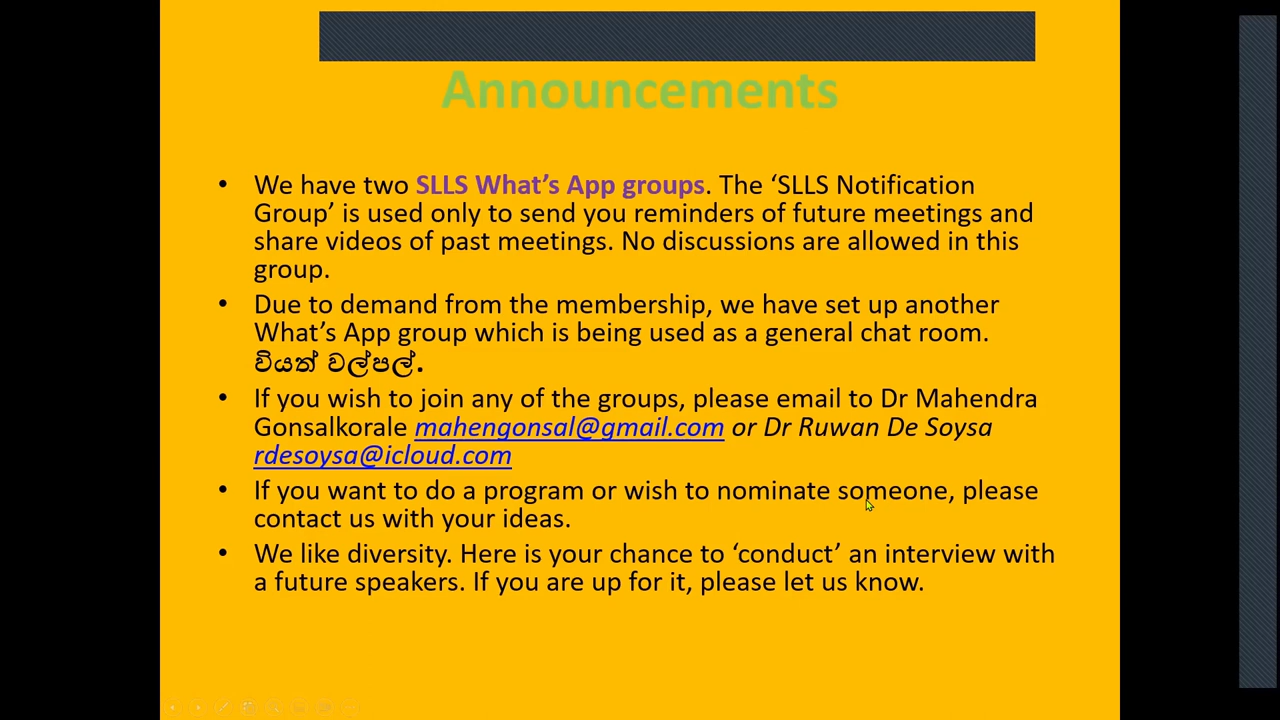 Announcements
• We have two SLLS What’s App groups. The ‘SLLS Notification
Group’ is used only to send you reminders of future meetings and
share videos of past meetings. No discussions are allowed in this
group.
• Due to demand from the membership, we have set up another
What’s App group which is being used as a general chat room.
වියත් වල්පල්.
• If you wish to join any of the groups, please email to Dr Mahendra
Gonsalkorale mahengonsal@gmail.com or Dr Ruwan De Soysa
rdesoysa@icloud.com
• If you want to do a program or wish to nominate someone, please
contact us with your ideas.
• We like diversity. Here is your chance to ‘conduct’ an interview with
a future speakers. If you are up for it, please let us know.